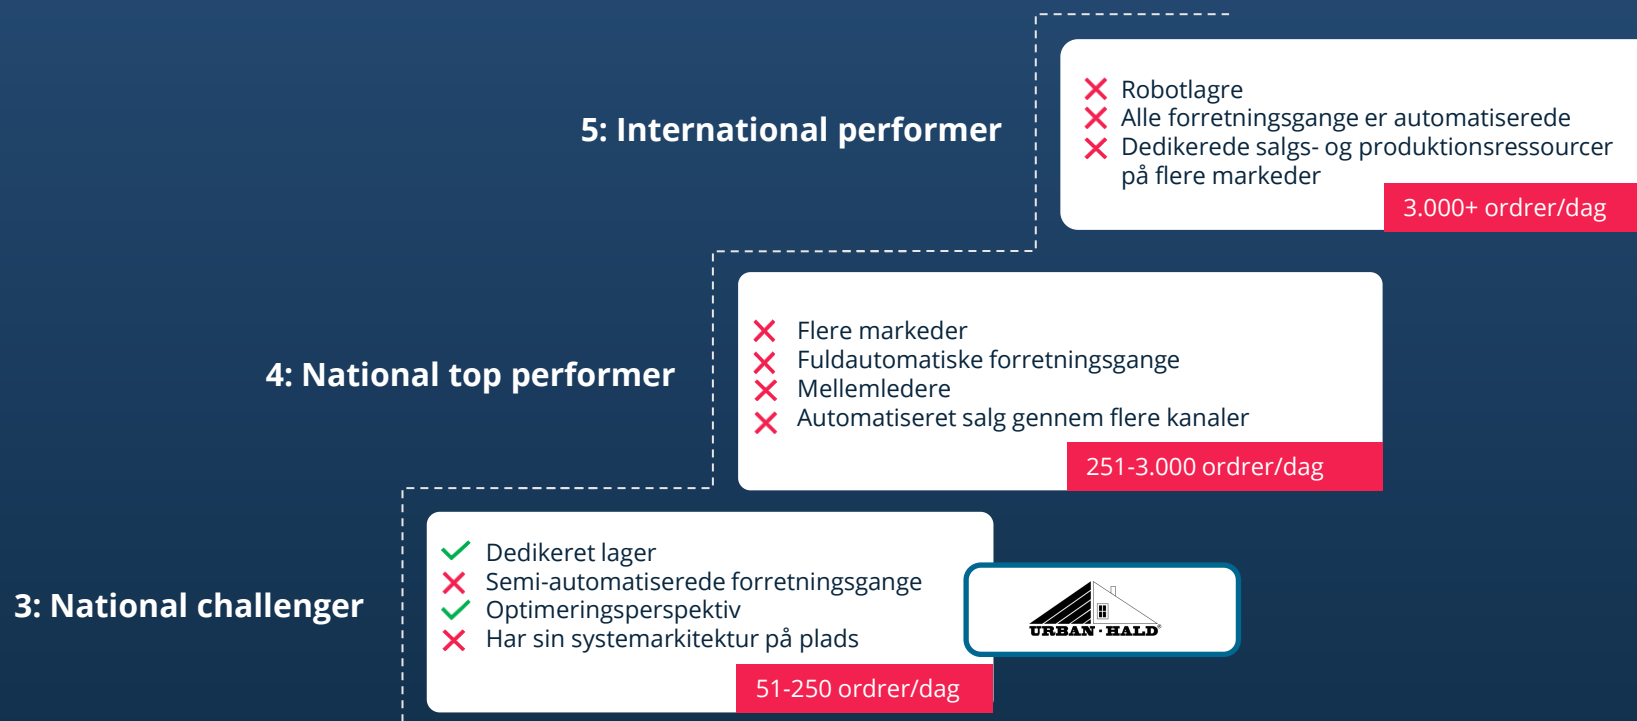 5: International performer
Robotlagre
Alle forretningsgange er automatiserede
Dedikerede salgs- og produktionsressourcer
på flere markeder
3.000+ ordrer/dag
4: National top performer
Flere markeder
Fuldautomatiske forretningsgange
Mellemledere
Automatiseret salg gennem flere kanaler
251-3.000 ordrer/dag
3: National challenger
Dedikeret lager
Semi-automatiserede forretningsgange
Optimeringsperspektiv
Har sin systemarkitektur på plads
51-250 ordrer/dag
URBAN·HALD®